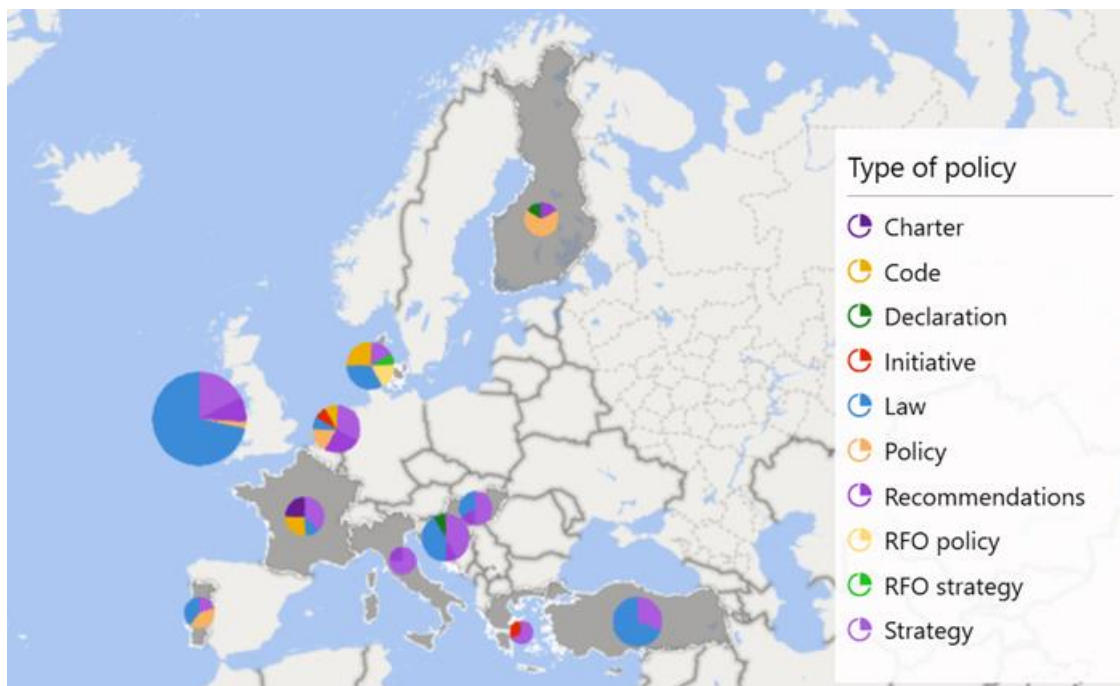 Type of policy
Charter
Code
Declaration
Initiative
Law
Policy
Recommendations
RFO policy
RFO strategy
Strategy